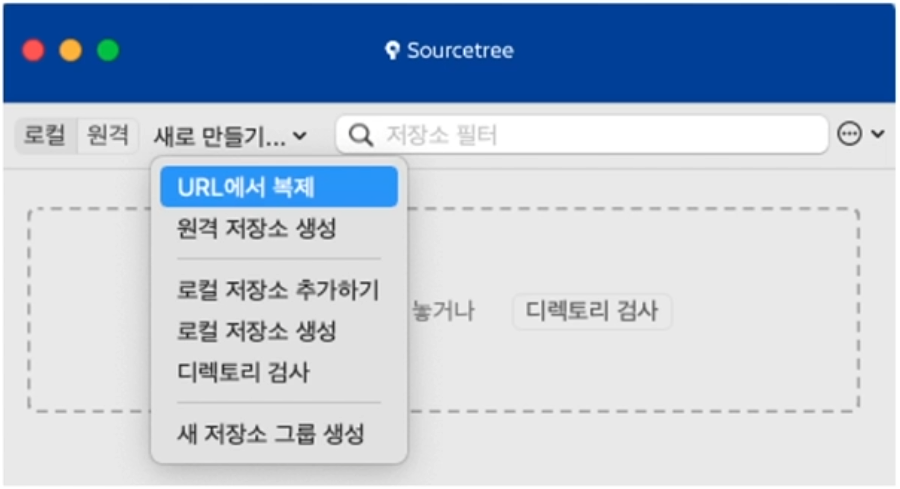 Sourcetree
로컬 원격 새로 만들기... 저장소 필터
URL에서 복제
원격 저장소 생성
로컬 저장소 추가하기
놓거나 디렉토리 검사
로컬 저장소 생성
디렉토리 검사
새 저장소 그룹 생성